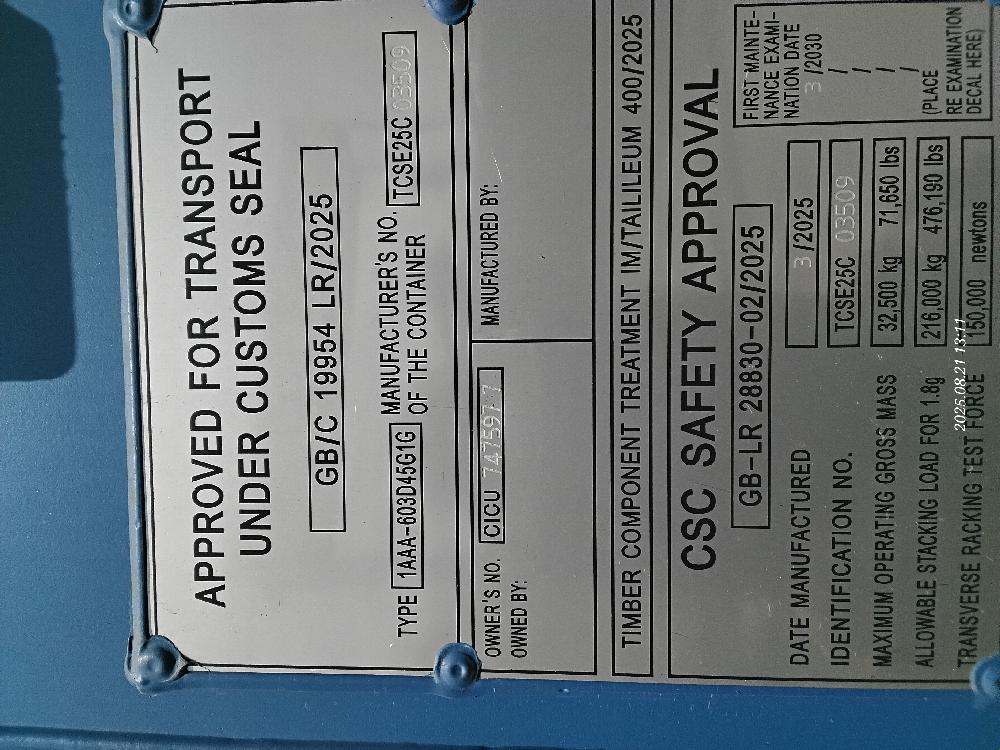 APPROVED FOR TRANSPORT
UNDER CUSTOMS SEAL
GB/C 19954 LR/2025
TYPE 1AAA-603D45G1G MANUFACTURER'S NO. OF THE CONTAINER TCSE25C 03509
OWNER'S NO. CICU 747597 7
OWNED BY:
MANUFACTURED BY:
TIMBER COMPONENT TREATMENT IM/TAILILEUM 400/2025
CSC SAFETY APPROVAL
GB-LR 28830-02/2025
DATE MANUFACTURED 3 /2025
IDENTIFICATION NO. TCSE25C 03509
MAXIMUM OPERATING GROSS MASS 32,500 kg 71,650 lbs
ALLOWABLE STACKING LOAD FOR 1.8g 216,000 kg 476,190 lbs
TRANSVERSE RACKING TEST FORCE 150,000 newtons
FIRST MAINTE-
NANCE EXAMI-
NATION DATE
3 /2030
/
/
/
/
(PLACE
RE EXAMINATION
DECAL HERE)
2025.08.21 13:11